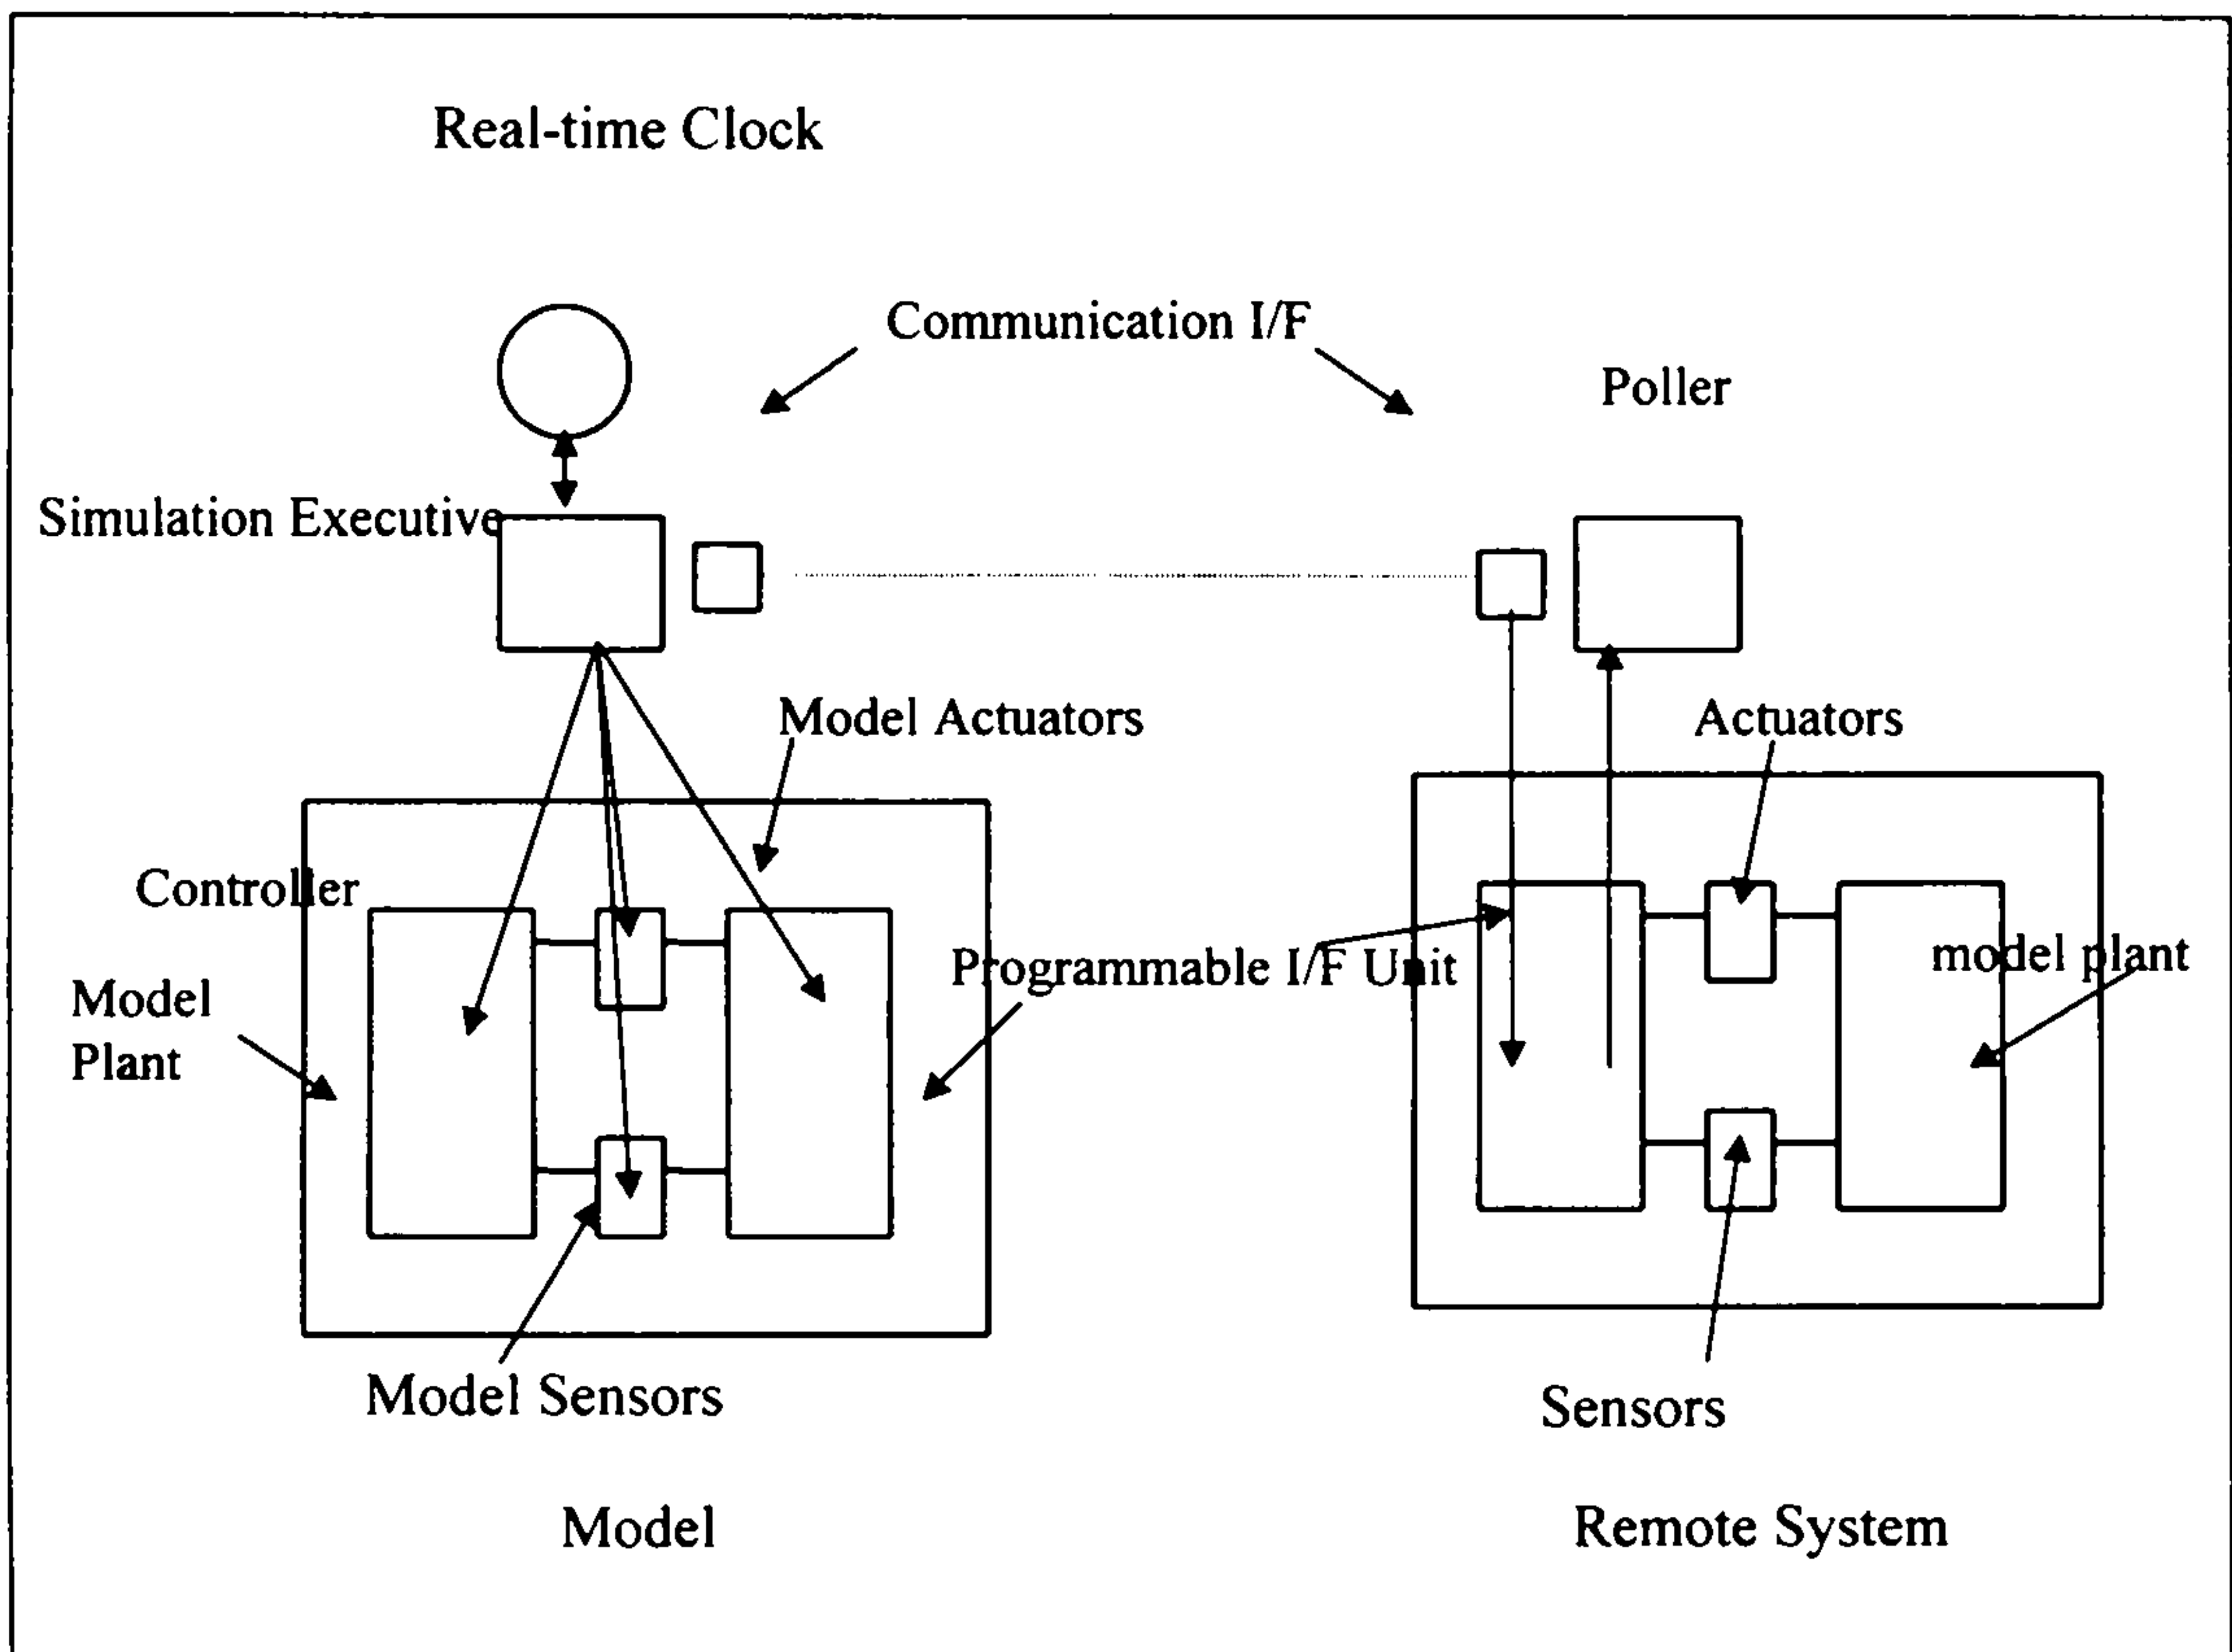 Real-time Clock
Communication I/F
Poller
Simulation Executive
Model Actuators
Actuators
Controller
Programmable I/F Unit
model plant
Model
Plant
Model Sensors
Sensors
Model
Remote System